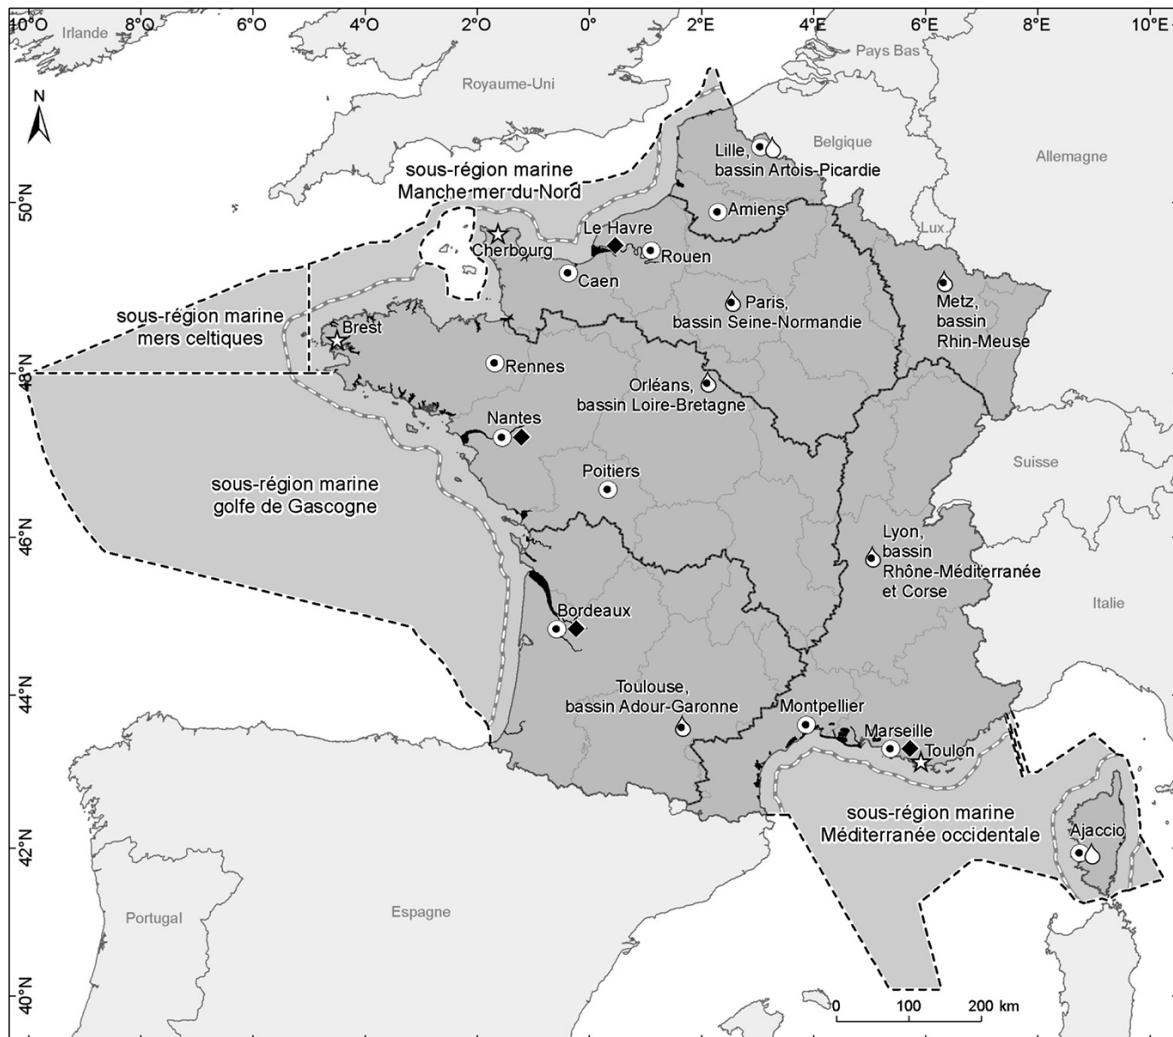 10°O
8°O
6°O
4°O
2°O
0°
2°E
4°E
6°E
8°E
10°E
Irlande
Pays Bas
Royaume-Uni
N
Belgique
Lille,
bassin Artois-Picardie
Allemagne
sous-région marine
Manche mer du Nord
50°N
Amiens
Lux.
Le Havre
Cherbourg
Rouen
Caen
Metz,
bassin
Rhin-Meuse
Paris,
bassin Seine-Normandie
sous-région marine
mers celtiques
Brest
Rennes
48°N
Orléans,
bassin Loire-Bretagne
Nantes
Suisse
Poitiers
sous-région marine
golfe de Gascogne
46°N
Lyon,
bassin
Rhône-Méditerranée
et Corse
Italie
Bordeaux
44°N
Toulouse,
bassin Adour-Garonne
Montpellier
Marseille
Toulon
sous-région marine
Méditerranée occidentale
Ajaccio
42°N
Portugal
Espagne
40°N
0
100
200 km